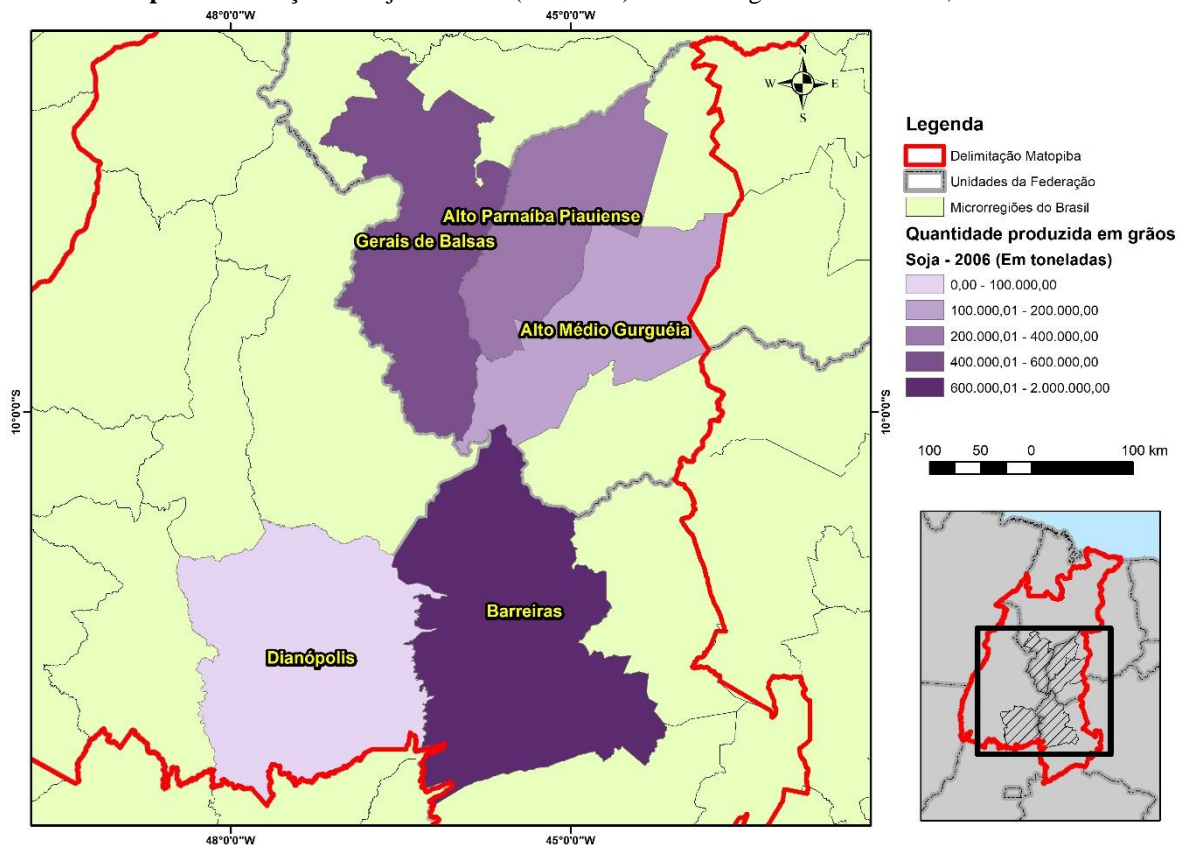 48°0'0"W 45°0'0"W
N
W E
S
Alto Parnaíba Piauiense
Gerais de Balsas
Alto Médio Gurguéia
10°0'0"S 10°0'0"S
Barreiras
Dianópolis
48°0'0"W 45°0'0"W
Legenda
Delimitação Matopiba
Unidades da Federação
Microrregiões do Brasil
Quantidade produzida em grãos
Soja - 2006 (Em toneladas)
0,00 - 100.000,00
100.000,01 - 200.000,00
200.000,01 - 400.000,00
400.000,01 - 600.000,00
600.000,01 - 2.000.000,00
100 50 0 100 km